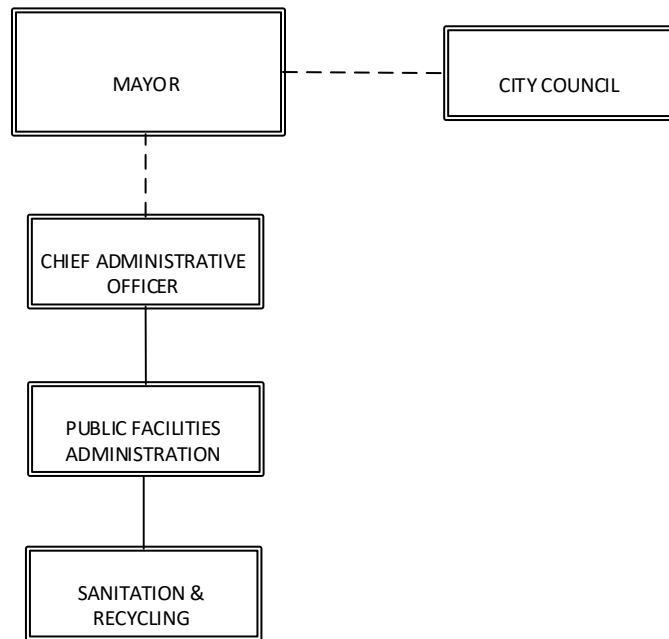 MAYOR
CITY COUNCIL
CHIEF ADMINISTRATIVE
OFFICER
PUBLIC FACILITIES
ADMINISTRATION
SANITATION &
RECYCLING